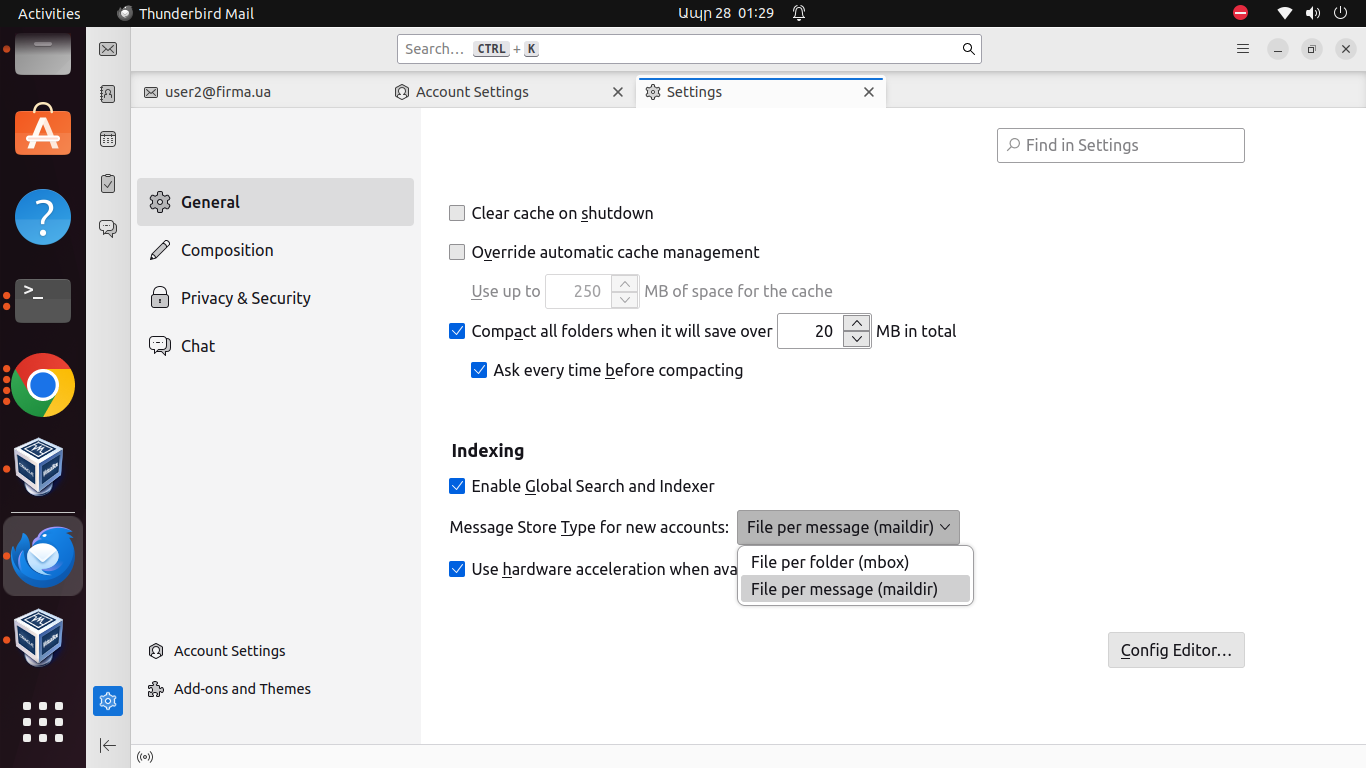 Activities
Thunderbird Mail
Ապր 28 01:29
Search… CTRL + K
user2@firma.ua
Account Settings
Settings
Find in Settings
General
Composition
Privacy & Security
Chat
Clear cache on shutdown
Override automatic cache management
Use up to 250 MB of space for the cache
Compact all folders when it will save over 20 MB in total
Ask every time before compacting
Indexing
Enable Global Search and Indexer
Message Store Type for new accounts: File per message (maildir)
File per folder (mbox)
File per message (maildir)
Use hardware acceleration when ava
Config Editor…
Account Settings
Add-ons and Themes